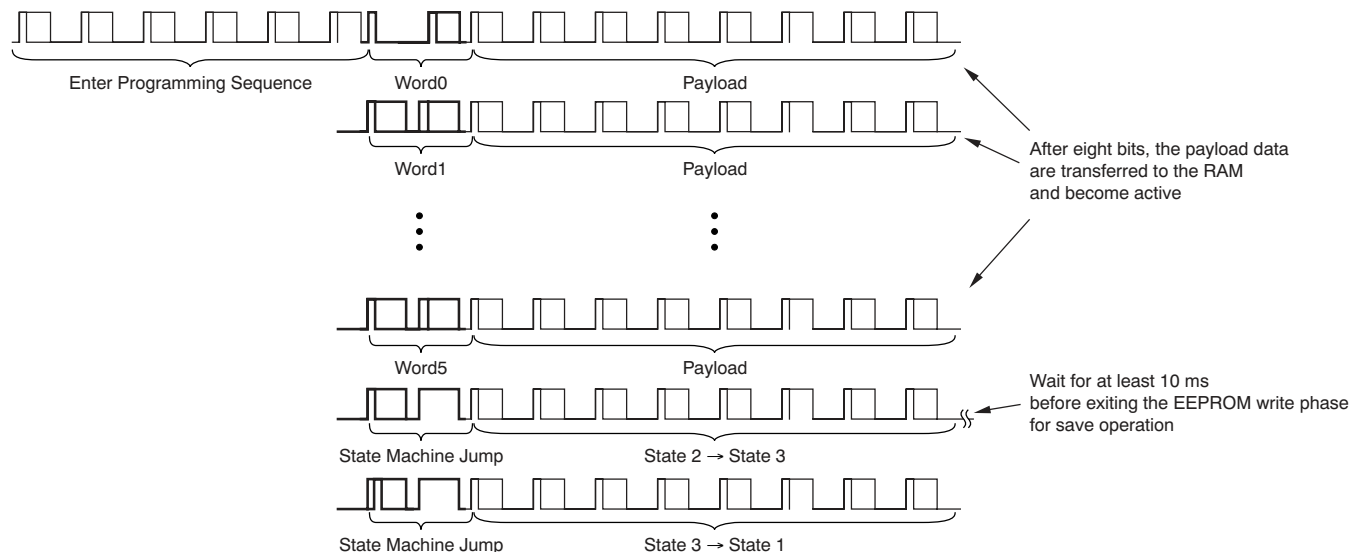 Enter Programming Sequence
Word0
Payload
Word1
Payload
After eight bits, the payload data
are transferred to the RAM
and become active
Word5
Payload
Wait for at least 10 ms
before exiting the EEPROM write phase
for save operation
State Machine Jump
State 2 → State 3
State Machine Jump
State 3 → State 1